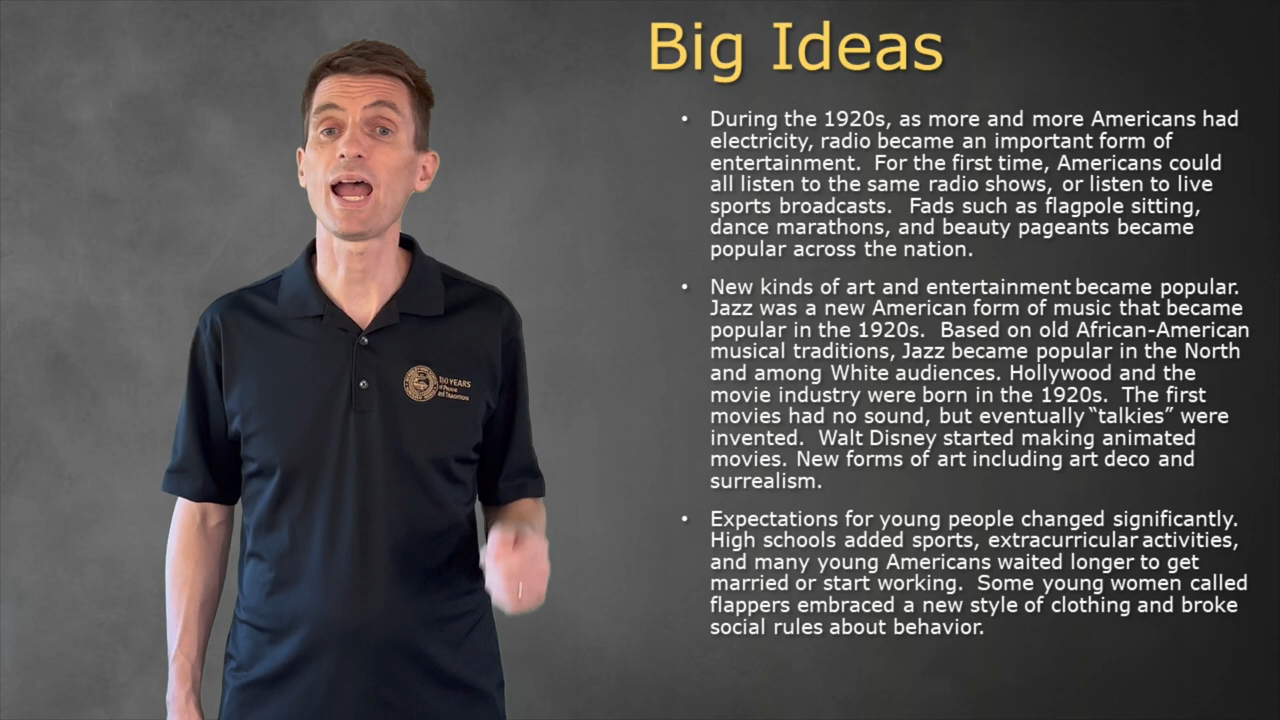 Big Ideas
• During the 1920s, as more and more Americans had
electricity, radio became an important form of
entertainment.  For the first time, Americans could
all listen to the same radio shows, or listen to live
sports broadcasts.  Fads such as flagpole sitting,
dance marathons, and beauty pageants became
popular across the nation.
• New kinds of art and entertainment became popular.
Jazz was a new American form of music that became
popular in the 1920s.  Based on old African-American
musical traditions, Jazz became popular in the North
and among White audiences. Hollywood and the
movie industry were born in the 1920s.  The first
movies had no sound, but eventually “talkies” were
invented.  Walt Disney started making animated
movies. New forms of art including art deco and
surrealism.
• Expectations for young people changed significantly.
High schools added sports, extracurricular activities,
and many young Americans waited longer to get
married or start working.  Some young women called
flappers embraced a new style of clothing and broke
social rules about behavior.
100 YEARS
of Pride
and Tradition